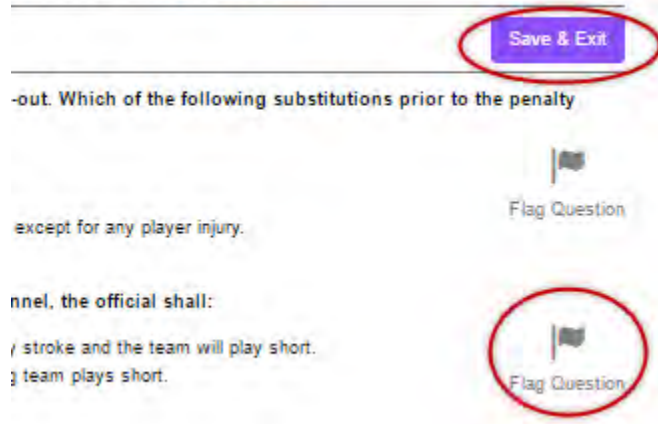 Save & Exit
-out. Which of the following substitutions prior to the penalty
Flag Question
except for any player injury.
nnel, the official shall:
y stroke and the team will play short.
g team plays short.
Flag Question